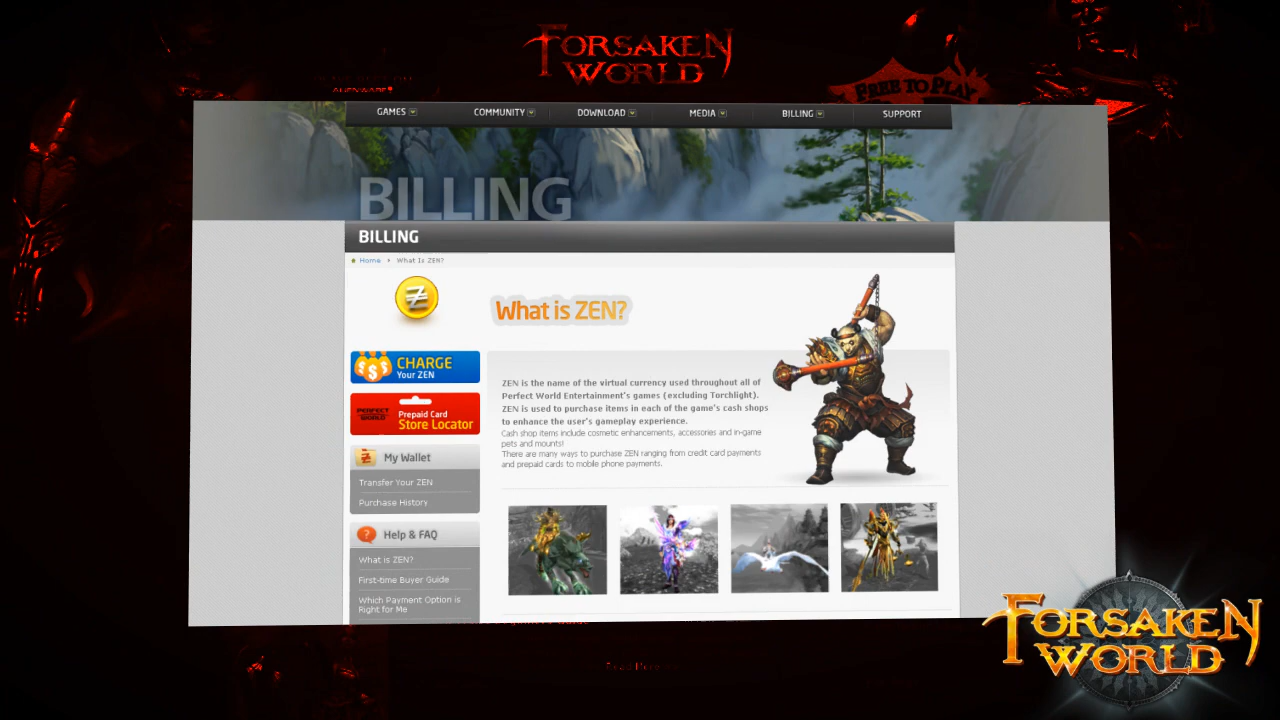 FORSAKEN
WORLD
ALIENWARE
FREE TO PLAY
GAMES
COMMUNITY
DOWNLOAD
MEDIA
BILLING
SUPPORT
BILLING
BILLING
Home What Is ZEN?
What is ZEN?
CHARGE
Your ZEN
PERFECT
WORLD
Prepaid Card
Store Locator
My Wallet
Transfer Your ZEN
Purchase History
Help & FAQ
What is ZEN?
First-time Buyer Guide
Which Payment Option is
Right for Me
ZEN is the name of the virtual currency used throughout all of
Perfect World Entertainment's games (excluding Torchlight).
ZEN is used to purchase items in each of the game's cash shops
to enhance the user's gameplay experience.
Cash shop items include cosmetic enhancements, accessories and in-game
pets and mounts!
There are many ways to purchase ZEN ranging from credit card payments
and prepaid cards to mobile phone payments.
Read More
FORSAKEN
WORLD